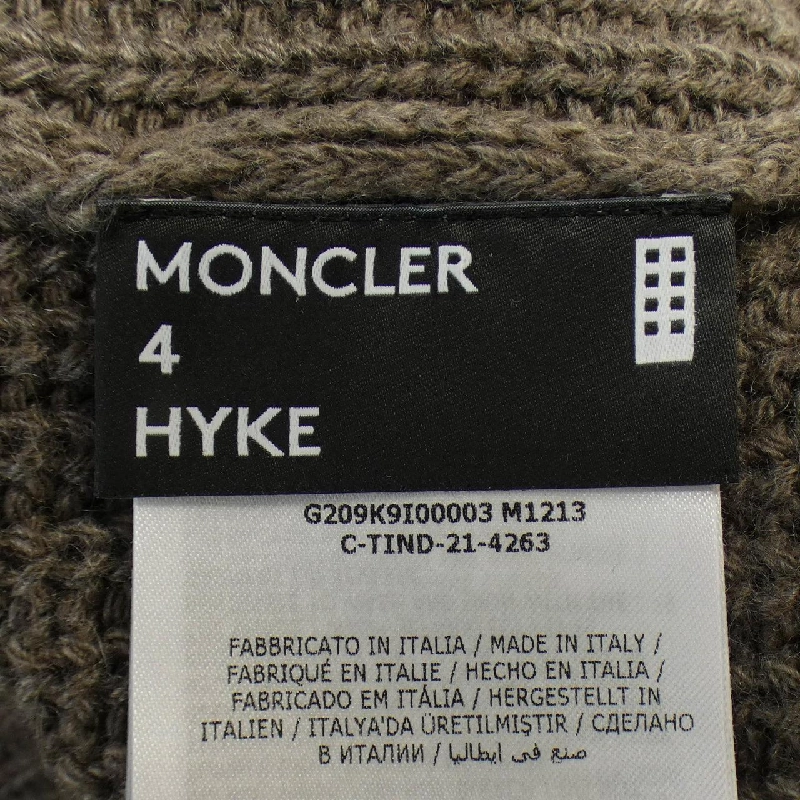 MONCLER
4
HYKE
G209K9I00003 M1213
C-TIND-21-4263
FABBRICATO IN ITALIA / MADE IN ITALY /
FABRIQUÉ EN ITALIE / HECHO EN ITALIA /
FABRICADO EM ITÁLIA / HERGESTELLT IN
ITALIEN / ITALYA'DA ÜRETILMIŞTIR / СДЕЛАНО
В ИТАЛИИ / صنع في ايطاليا